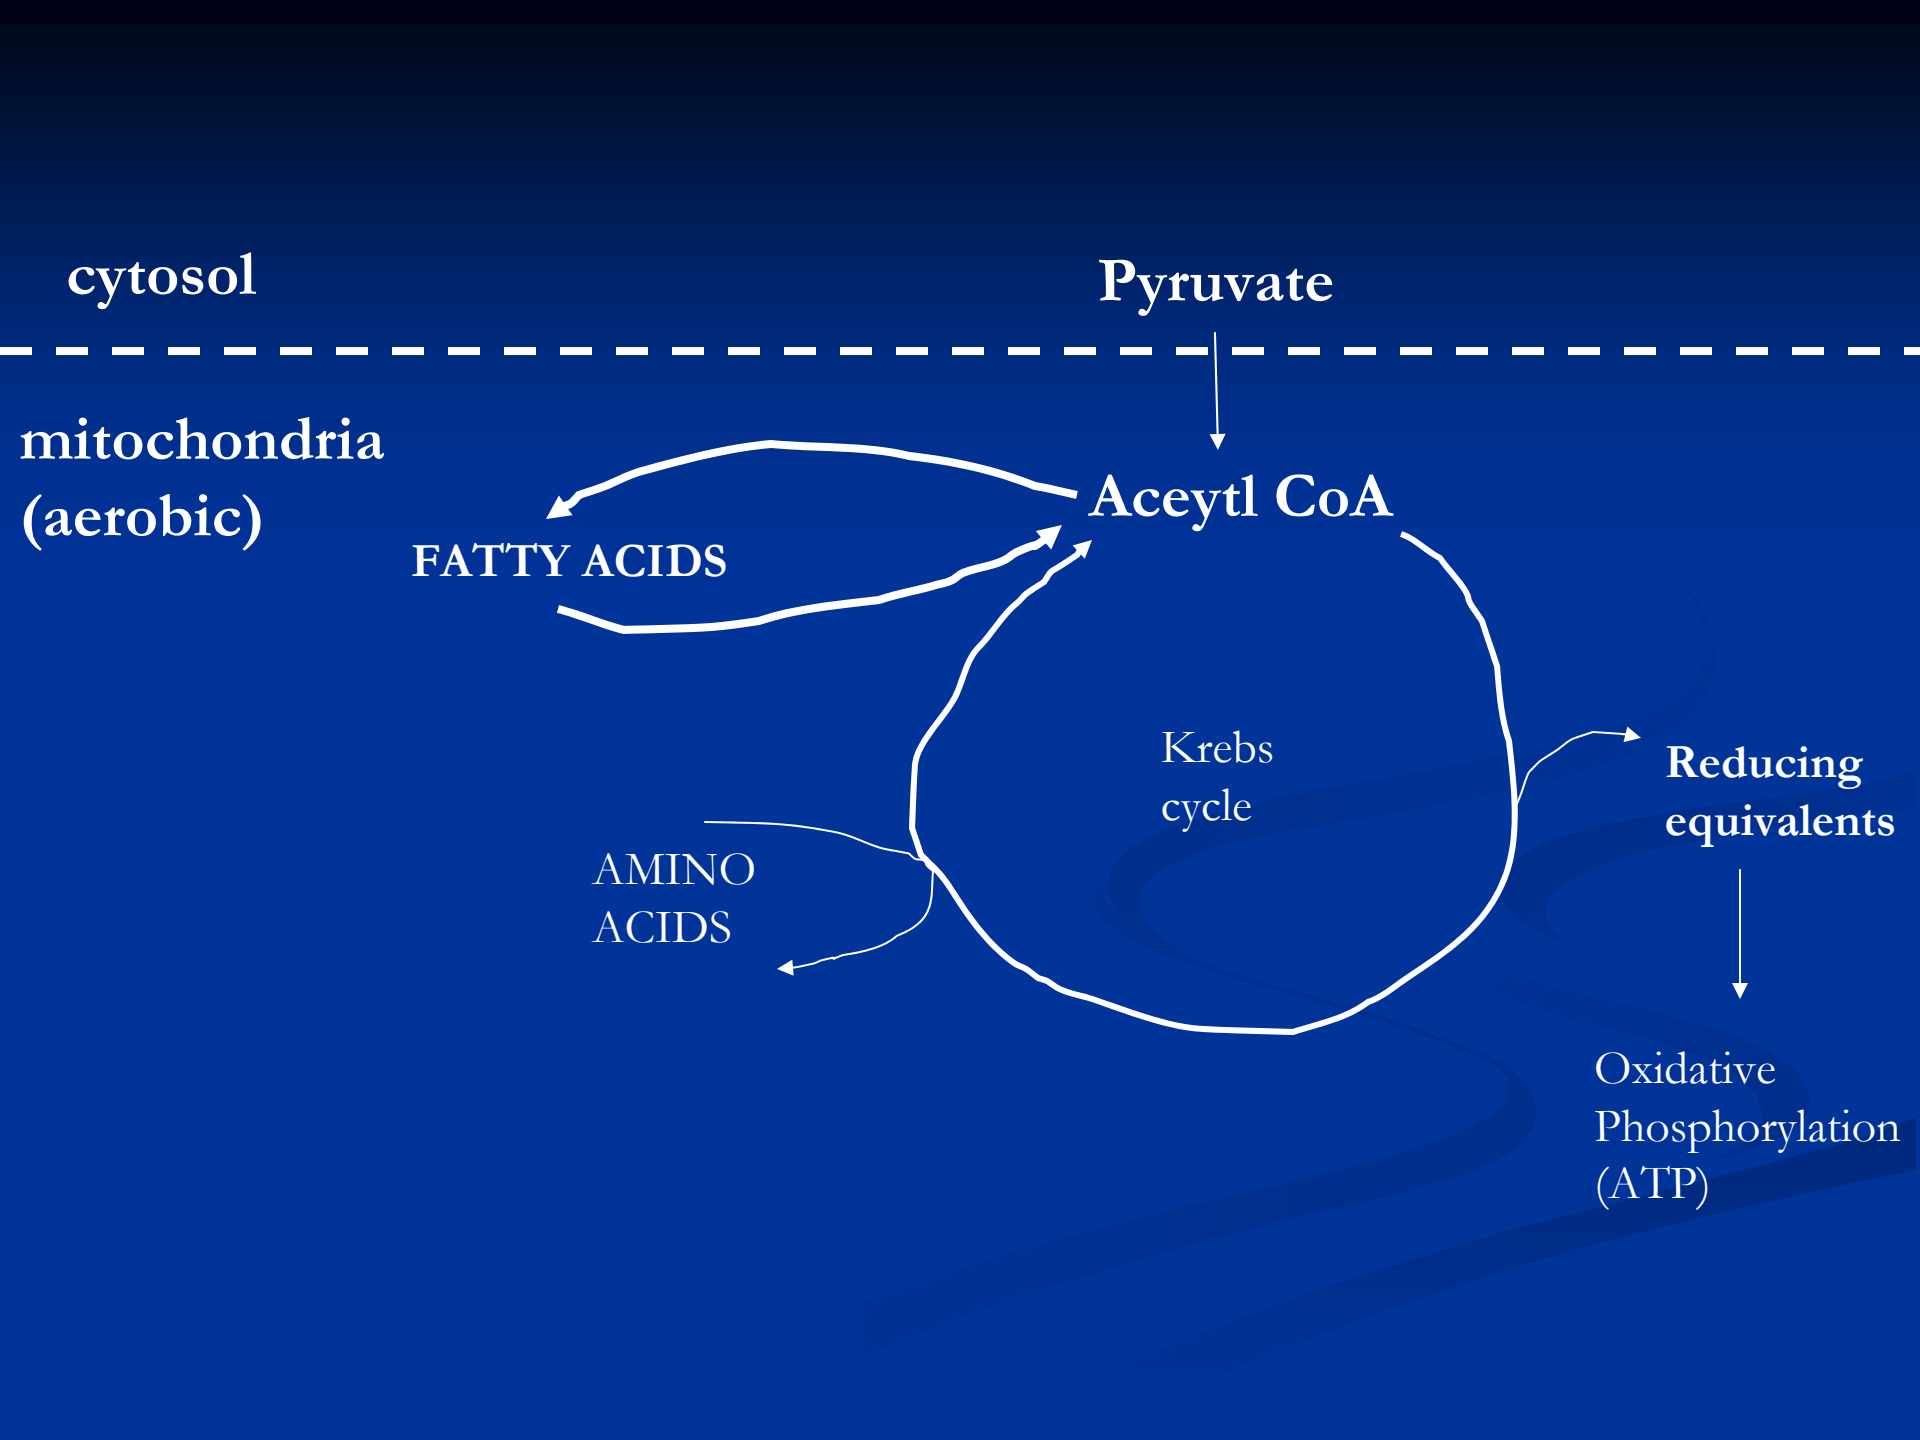 cytosol
Pyruvate
mitochondria
(aerobic)
Aceytl CoA
FATTY ACIDS
Krebs
cycle
Reducing
equivalents
AMINO
ACIDS
Oxidative
Phosphorylation
(ATP)